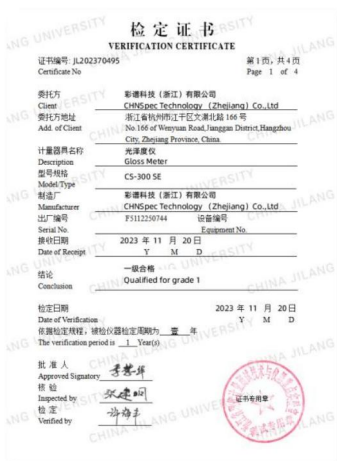 检定证书
VERIFICATION CERTIFICATE
证书编号: JL202370495 第1页, 共4页
Certificate No Page 1 of 4
委托方 彩谱科技（浙江）有限公司
Client CHNSpec Technology (Zhejiang) Co.,Ltd
委托方地址 浙江省杭州市江干区文渊北路 166 号
Add. of Client No.166 of Wenyuan Road,Jianggan District,Hangzhou
City, Zhejiang Province, China.
计量器具名称 光泽度仪
Description Gloss Meter
型号规格 CS-300 SE
Model/Type
制造厂 彩谱科技（浙江）有限公司
Manufacturer CHNSpec Technology (Zhejiang) Co.,Ltd
出厂编号 F5112250744 设备编号
Serial No. Equipment No.
接收日期 2023 年 11 月 20 日
Date of Receipt Y M D
结论 一级合格
Conclusion Qualified for grade 1
检定日期 2023 年 11 月 20 日
Date of Verification Y M D
依据检定规程，被检仪器检定周期为 壹 年
The verification period is 1 Year(s)
批准人
Approved Signatory
核验
Inspected by
检定
Verified by
证书专用章
CHINA JILIANG UNIVERSITY